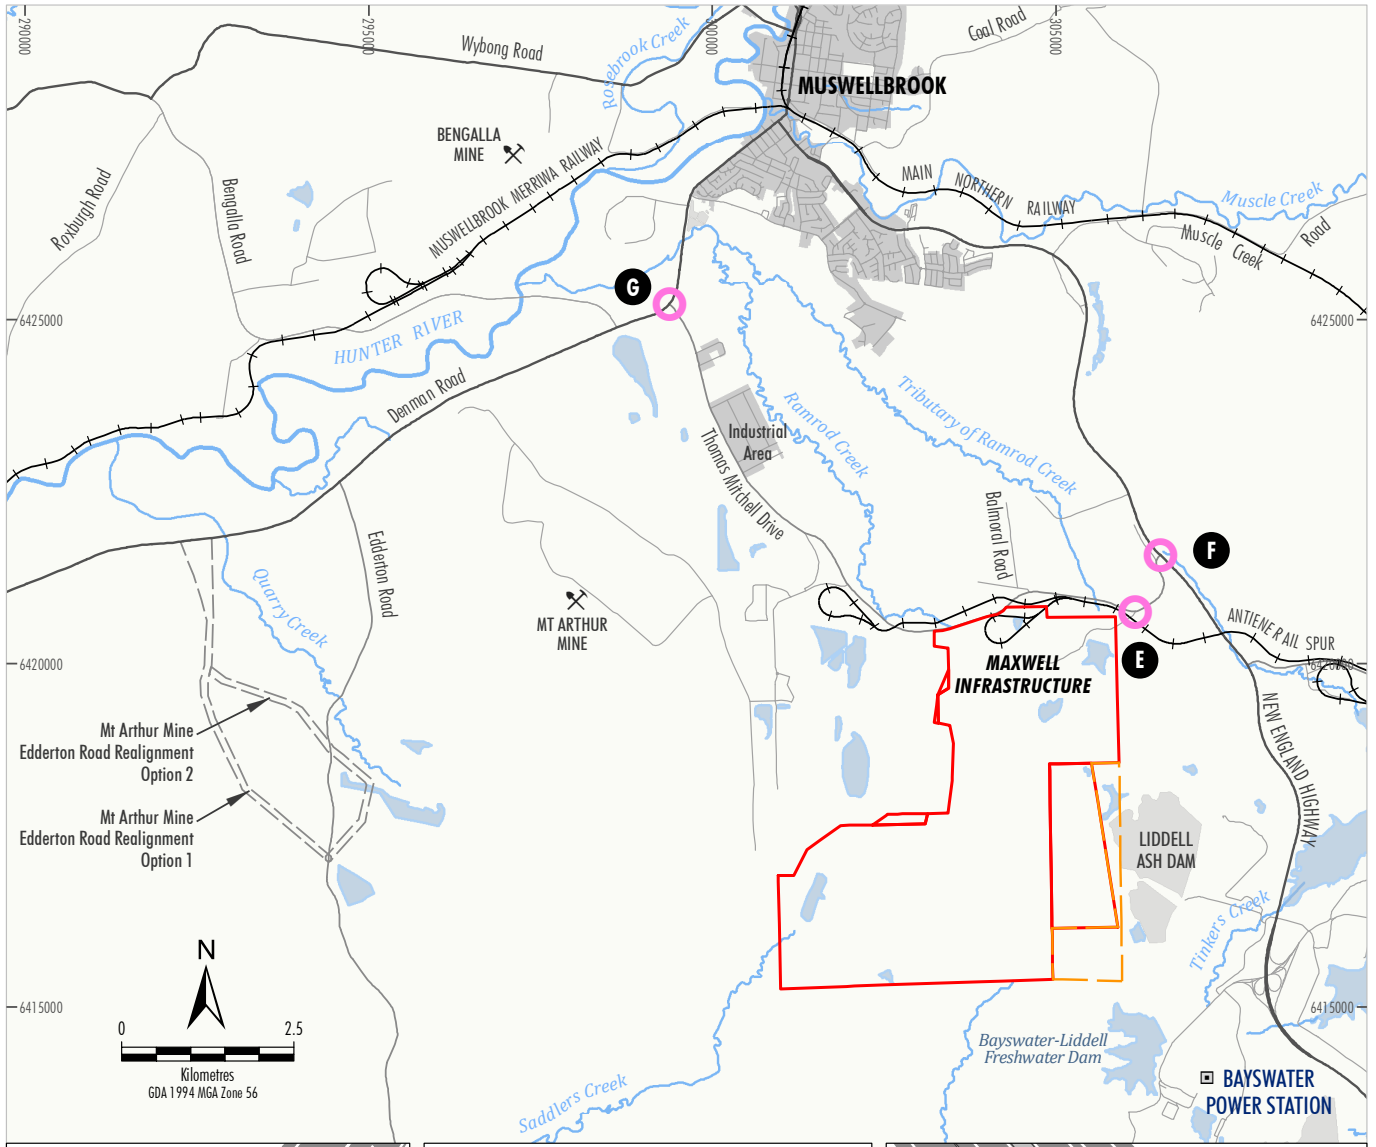 290000
295000
300000
305000
Wybong Road
Rosebrook Creek
Coal Road
MUSWELLBROOK
BENGALLA
MINE
Roxburgh Road
Bengalla Road
MUSWELLBROOK MERRIWA RAILWAY
MAIN NORTHERN RAILWAY
Muscle Creek
Muscle Creek Road
G
6425000
6425000
HUNTER RIVER
Denman Road
Industrial
Area
Ramrod Creek
Tributary of Ramrod Creek
Thomas Mitchell Drive
Balmoral Road
Edderton Road
Quarry Creek
F
MT ARTHUR
MINE
ANTIENE RAIL SPUR
E
MAXWELL
INFRASTRUCTURE
6420000
6420000
NEW ENGLAND HIGHWAY
Mt Arthur Mine
Edderton Road Realignment
Option 2
Mt Arthur Mine
Edderton Road Realignment
Option 1
LIDDELL
ASH DAM
Tinkers Creek
N
6415000
6415000
0 2.5
Kilometres
GDA 1994 MGA Zone 56
Saddlers Creek
Bayswater-Liddell
Freshwater Dam
BAYSWATER
POWER STATION